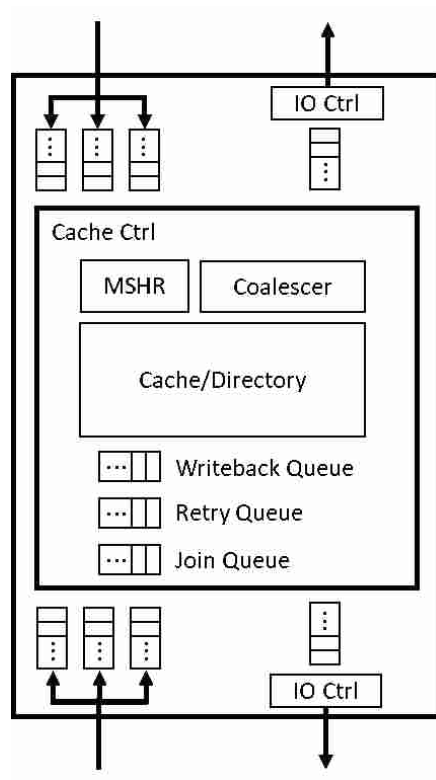 IO Ctrl
Cache Ctrl
MSHR
Coalescer
Cache/Directory
Writeback Queue
Retry Queue
Join Queue
IO Ctrl